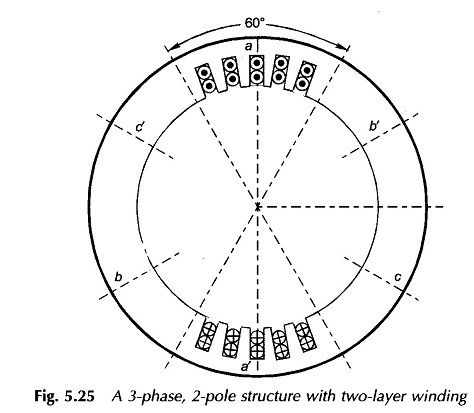 60°
a
c'
b'
b
c
a'
Fig. 5.25 A 3-phase, 2-pole structure with two-layer winding